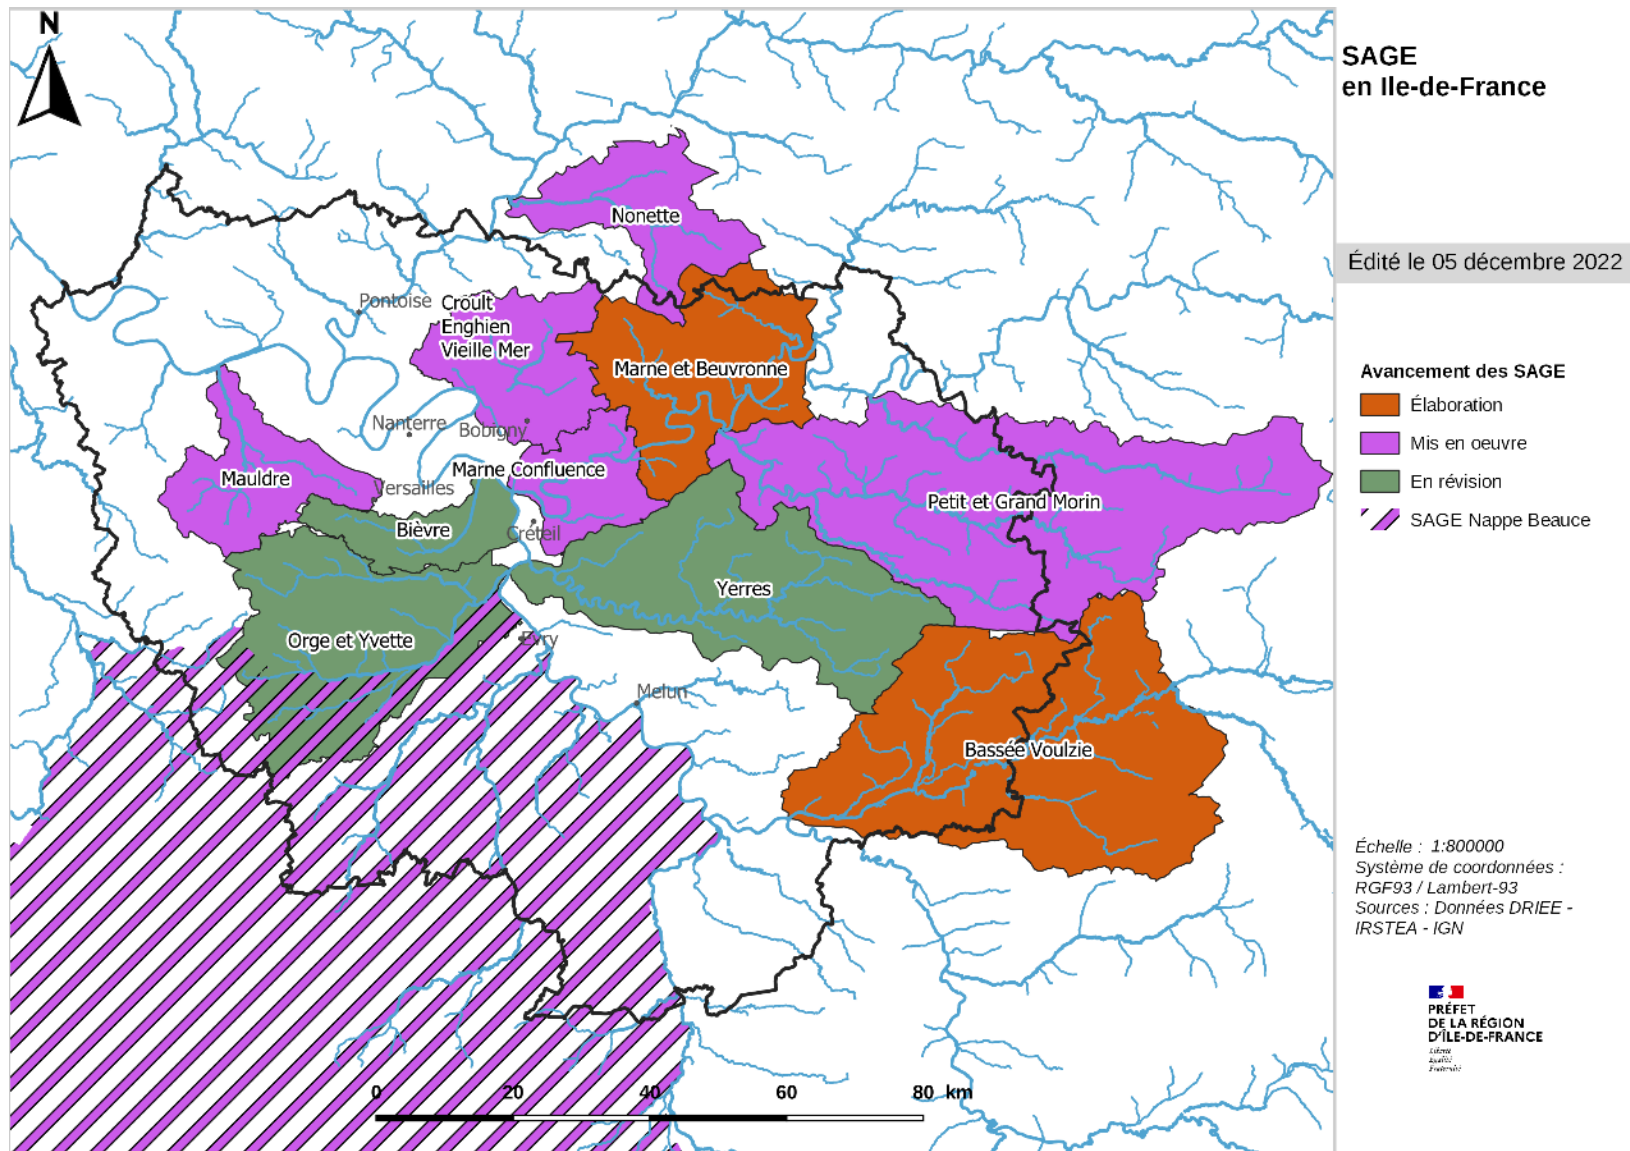 N
SAGE
en Ile-de-France
Édité le 05 décembre 2022
Nonette
Pontoise
Croult
Enghien
Vieille Mer
Marne et Beuvronne
Nanterre
Bobigny
Marne Confluence
Mauldre
Versailles
Petit et Grand Morin
Bièvre
Créteil
Yerres
Orge et Yvette
Evry
Melun
Bassée Voulzie
0 20 40 60 80 km
Avancement des SAGE
Élaboration
Mis en oeuvre
En révision
SAGE Nappe Beauce
Échelle : 1:800000
Système de coordonnées :
RGF93 / Lambert-93
Sources : Données DRIEE -
IRSTEA - IGN
PRÉFET
DE LA RÉGION
D'ÎLE-DE-FRANCE
Liberté
Égalité
Fraternité